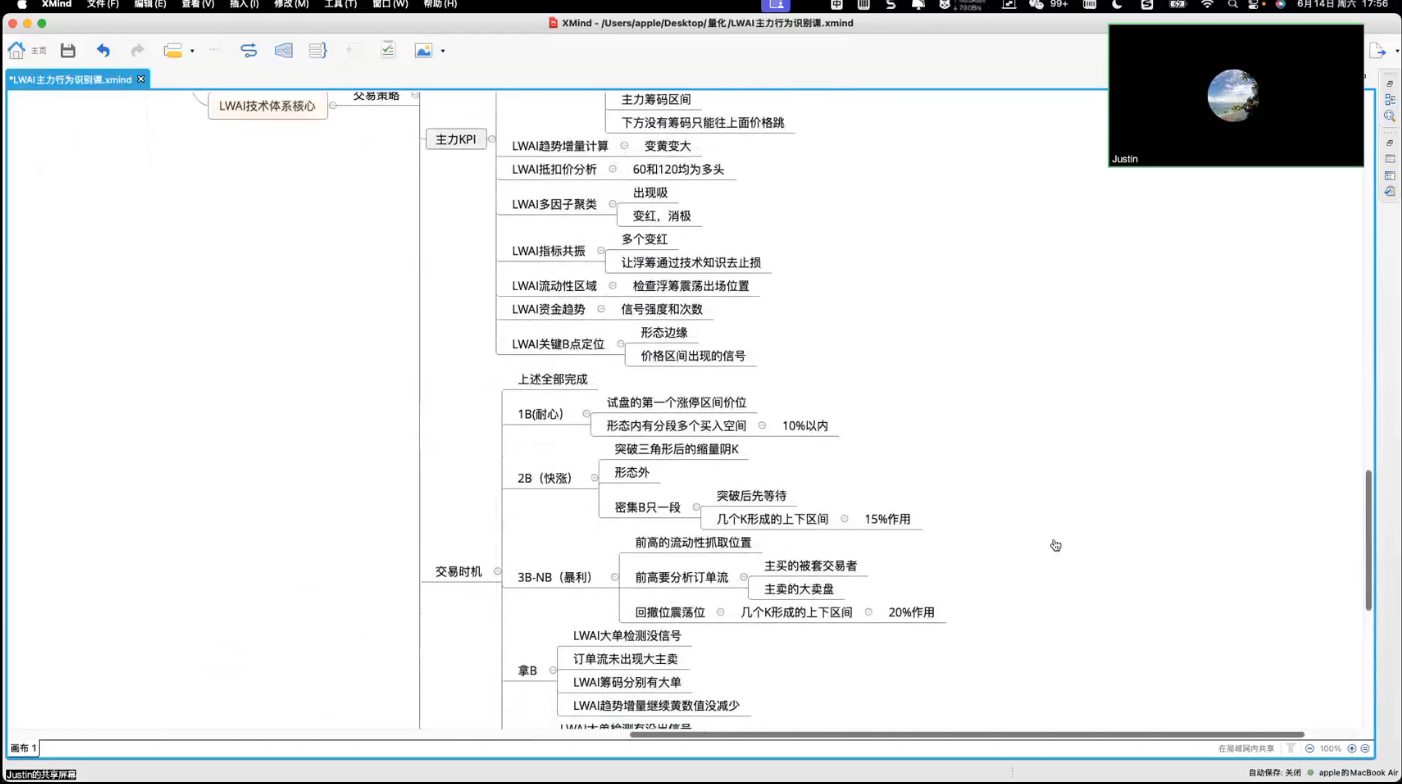 XMind 文件(F) 编辑(E) 查看(V) 插入(I) 修改(M) 工具(T) 窗口(W) 帮助(H) 99+ 6月14日 周六 17:56
XMind - /Users/apple/Desktop/量化/LWAI主力行为识别课.xmind
主页
*LWAI主力行为识别课.xmind
Justin
LWAI技术体系核心
交易策略
主力KPI
主力筹码区间
下方没有筹码只能往上面价格跳
LWAI趋势增量计算
变黄变大
LWAI抵扣价分析
60和120均为多头
LWAI多因子聚类
出现吸
变红，消极
LWAI指标共振
多个变红
让浮筹通过技术知识去止损
LWAI流动性区域
检查浮筹震荡出场位置
LWAI资金趋势
信号强度和次数
LWAI关键B点定位
形态边缘
价格区间出现的信号
交易时机
上述全部完成
1B(耐心)
试盘的第一个涨停区间价位
形态内有分段多个买入空间
10%以内
2B（快涨）
突破三角形后的缩量阴K
形态外
密集B只一段
突破后先等待
几个K形成的上下区间
15%作用
3B-NB（暴利）
前高的流动性抓取位置
前高要分析订单流
主买的被套交易者
主卖的大卖盘
回撤位震荡位
几个K形成的上下区间
20%作用
拿B
LWAI大单检测没信号
订单流未出现大主卖
LWAI筹码分别有大单
LWAI趋势增量继续黄数值没减少
LWAI大单检测有没出信号
画布 1
在局域网内共享
100%
Justin的共享屏幕
自动保存: 关闭
apple的MacBook Air